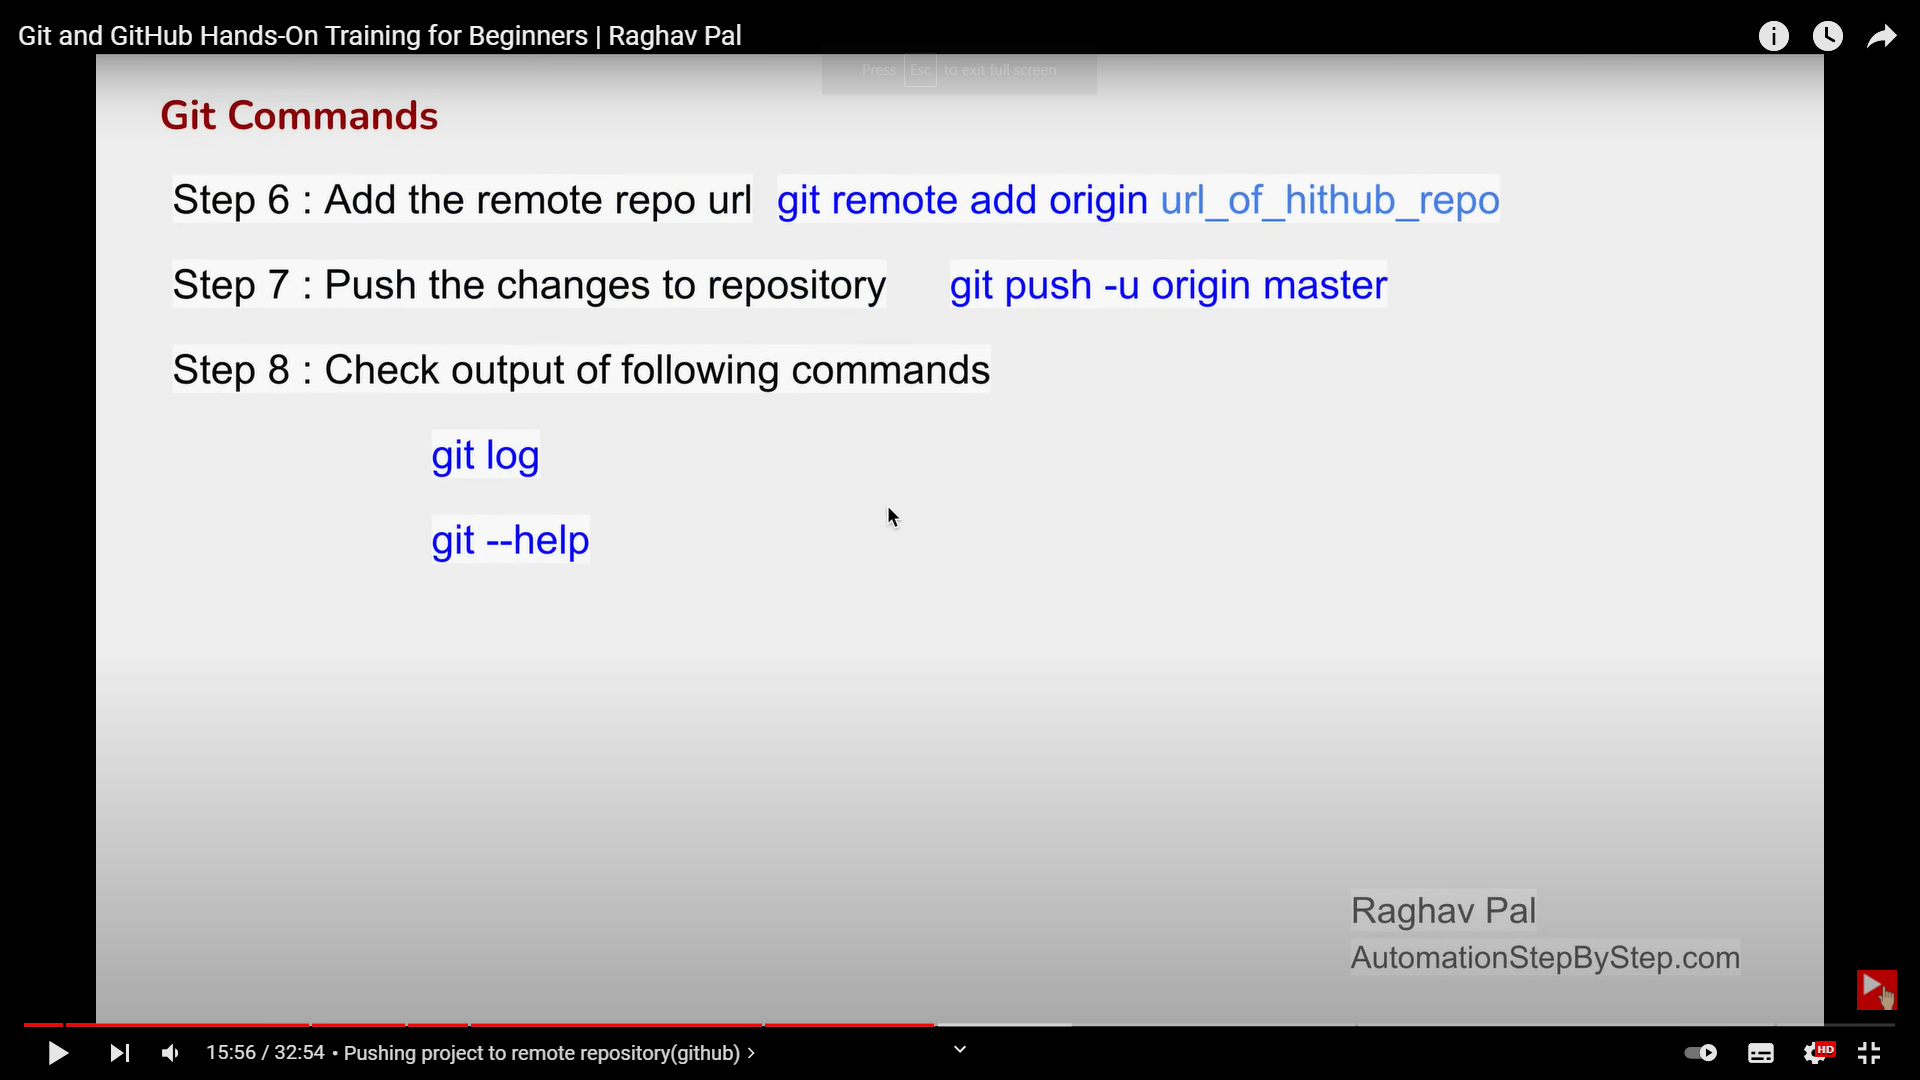 Git and GitHub Hands-On Training for Beginners | Raghav Pal
Press Esc to exit full screen
Git Commands
Step 6 : Add the remote repo url git remote add origin url_of_hithub_repo
Step 7 : Push the changes to repository git push -u origin master
Step 8 : Check output of following commands
git log
git --help
Raghav Pal
AutomationStepByStep.com
15:56 / 32:54 • Pushing project to remote repository(github) >
HD